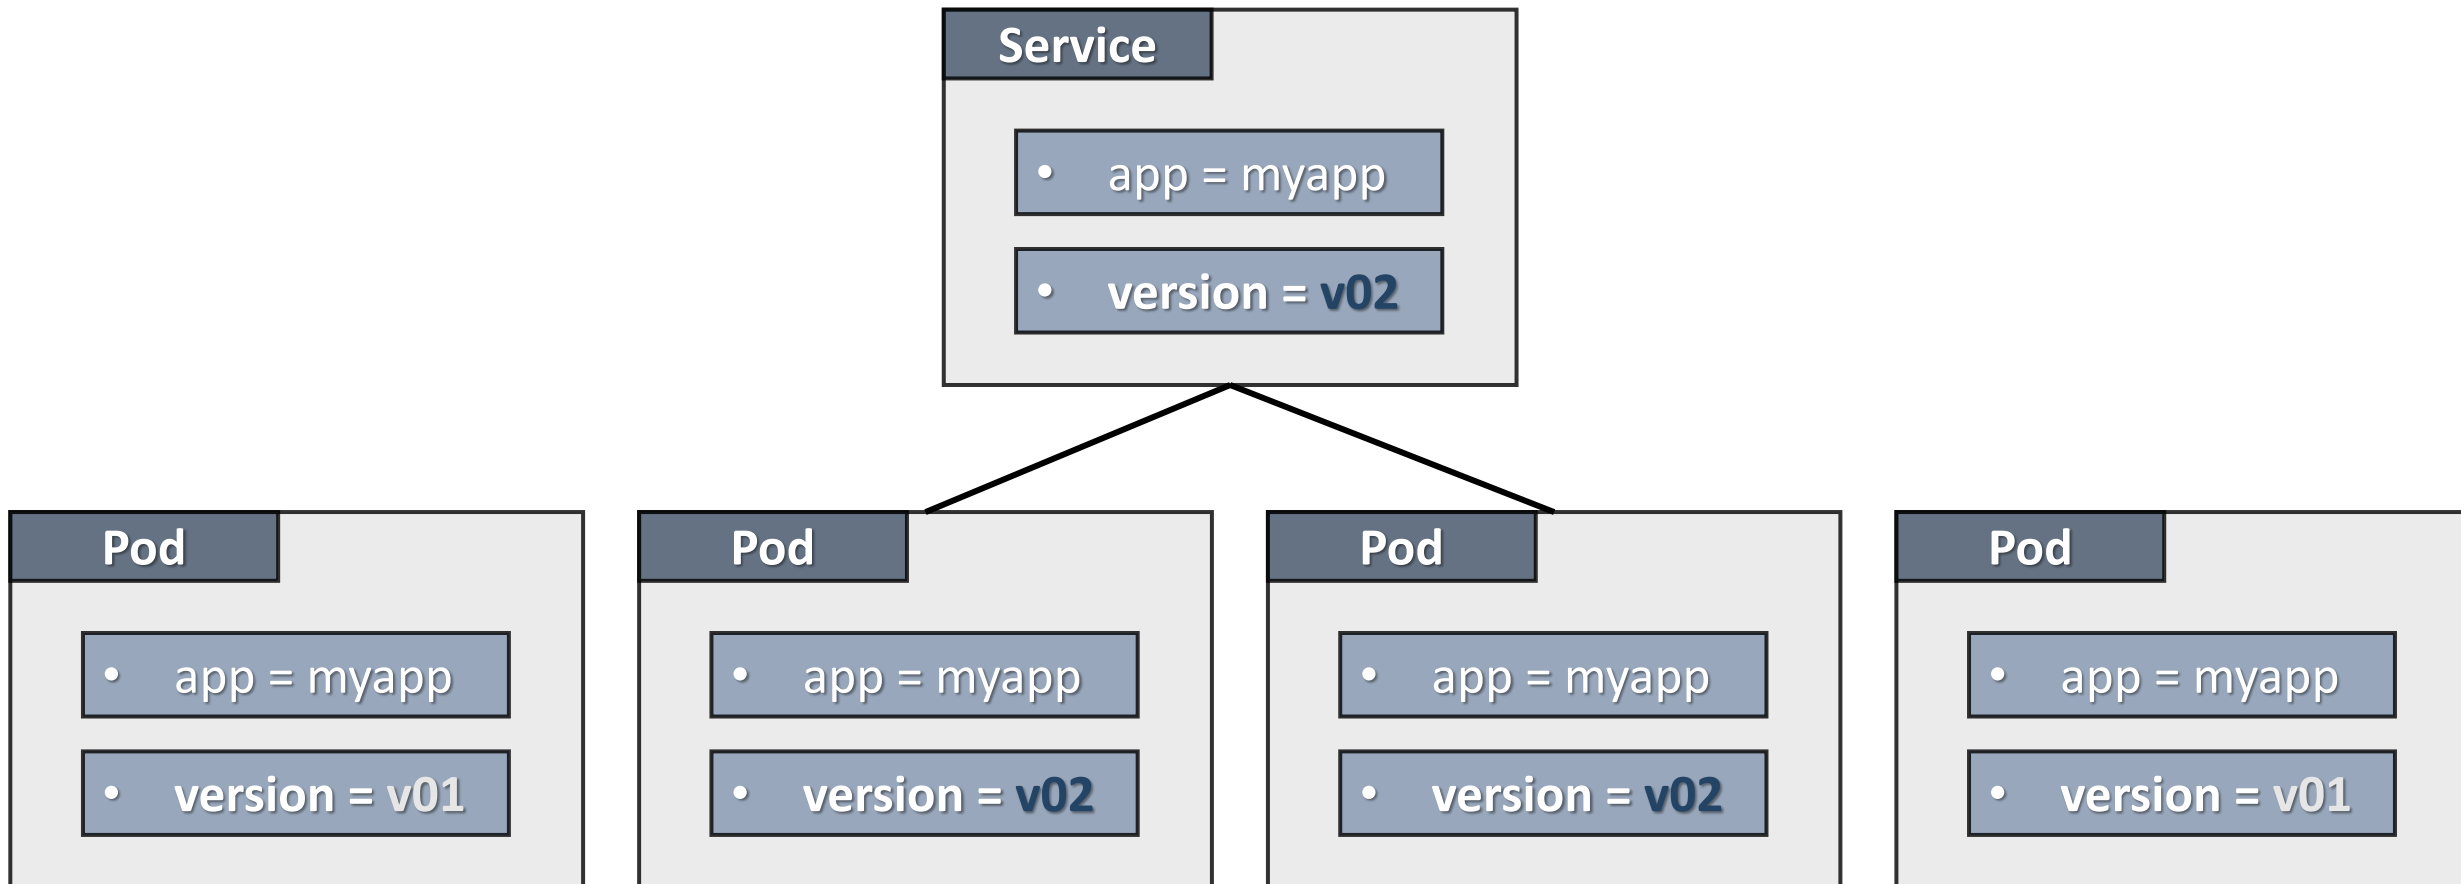 Service
• app = myapp
• version = v02
Pod
• app = myapp
• version = v01
Pod
• app = myapp
• version = v02
Pod
• app = myapp
• version = v02
Pod
• app = myapp
• version = v01